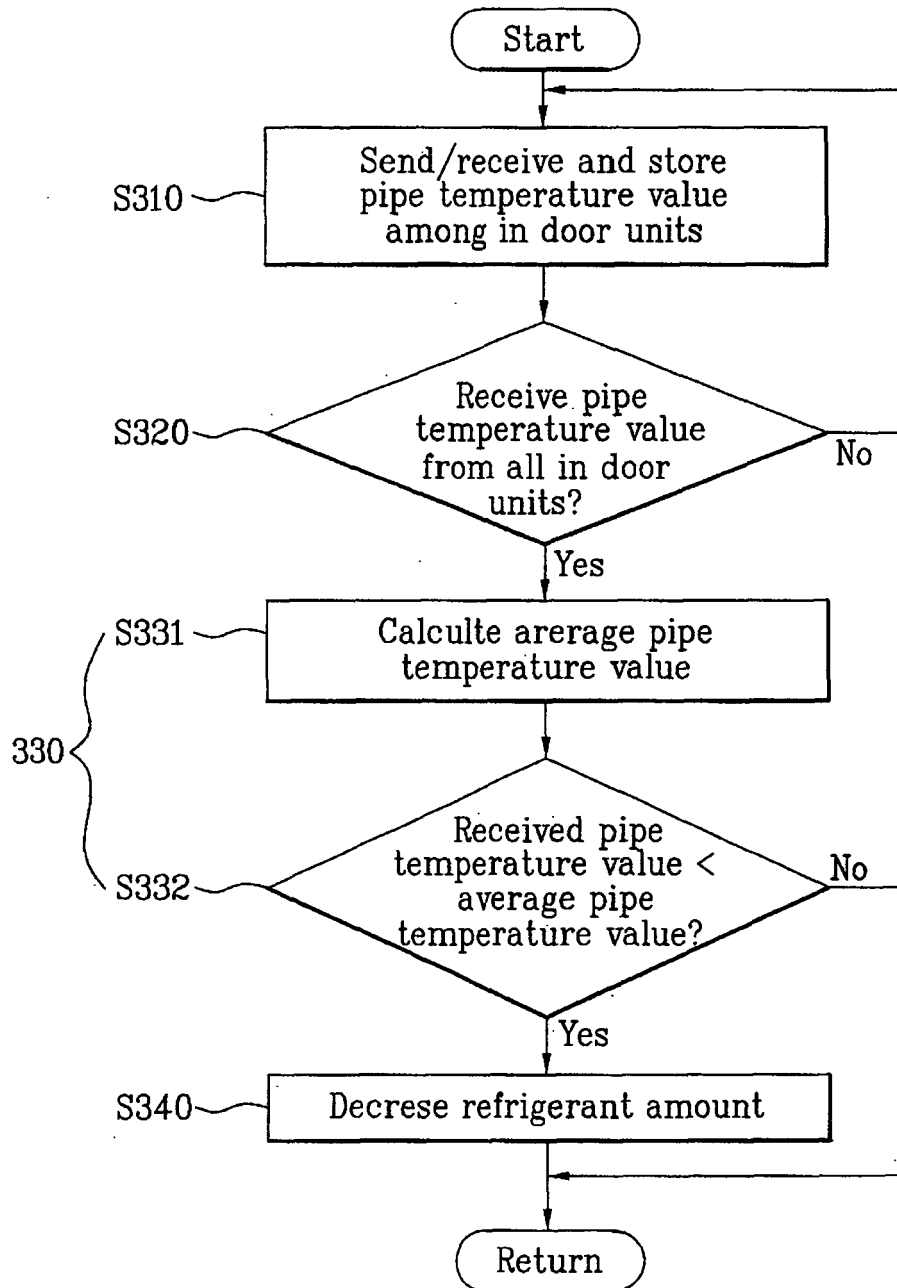 Start
S310
Send/receive and store
pipe temperature value
among in door units
S320
Receive pipe
temperature value
from all in door
units?
No
Yes
S331
Calculte arerage pipe
temperature value
330
S332
Received pipe
temperature value <
average pipe
temperature value?
No
Yes
S340
Decrese refrigerant amount
Return